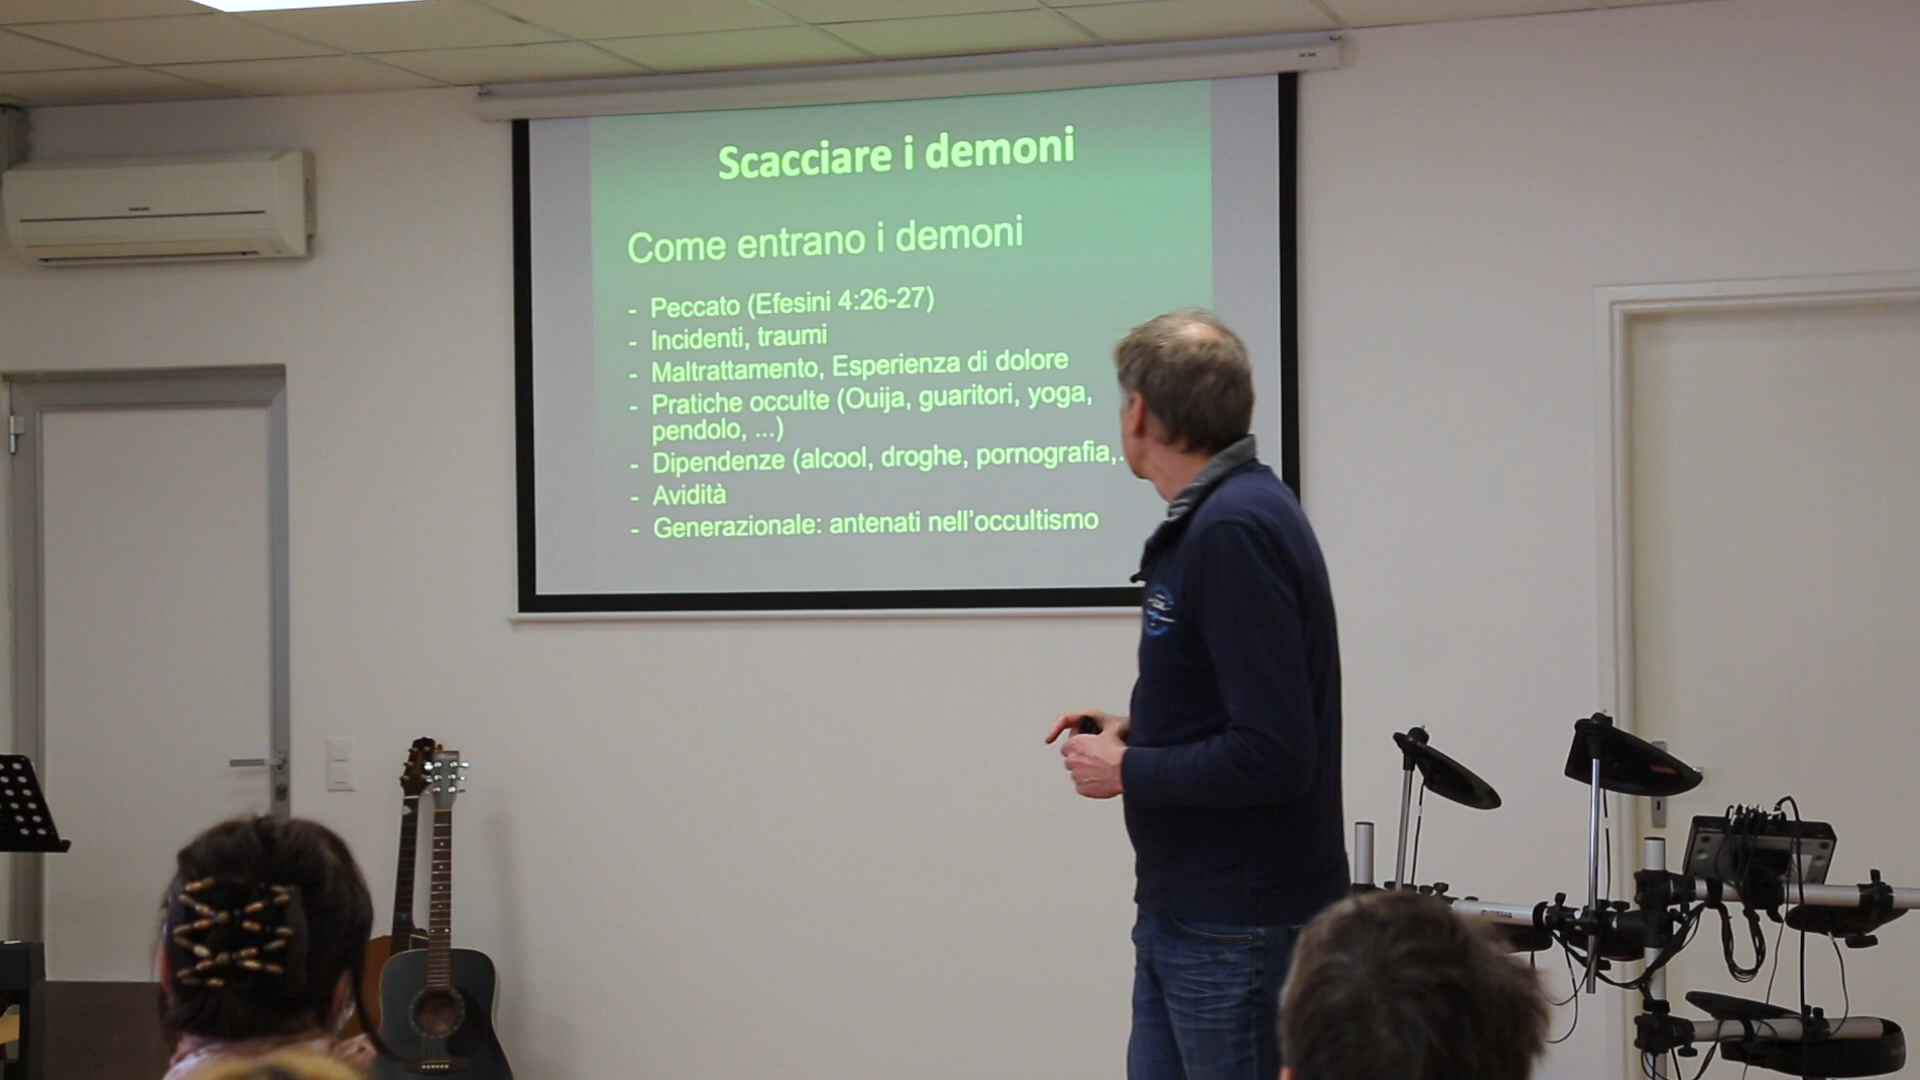 Scacciare i demoni
Come entrano i demoni
- Peccato (Efesini 4:26-27)
- Incidenti, traumi
- Maltrattamento, Esperienza di dolore
- Pratiche occulte (Ouija, guaritori, yoga,
pendolo, ...)
- Dipendenze (alcool, droghe, pornografia,.
- Avidità
- Generazionale: antenati nell'occultismo
YAMAHA